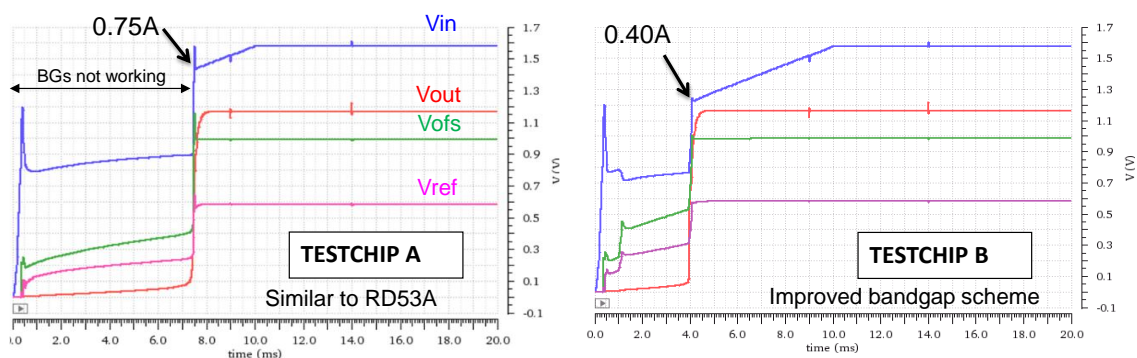 0.75A
Vin
BGs not working
Vout
Vofs
Vref
TESTCHIP A
Similar to RD53A
1.7
1.5
1.3
1.1
0.9
0.7
0.5
0.3
0.1
-0.1
V (V)
0.0 2.0 4.0 6.0 8.0 10.0 12.0 14.0 16.0 18.0 20.0
time (ms)
0.40A
TESTCHIP B
Improved bandgap scheme
1.7
1.5
1.3
1.1
0.9
0.7
0.5
0.3
0.1
-0.1
V (V)
0.0 2.0 4.0 6.0 8.0 10.0 12.0 14.0 16.0 18.0 20.0
time (ms)